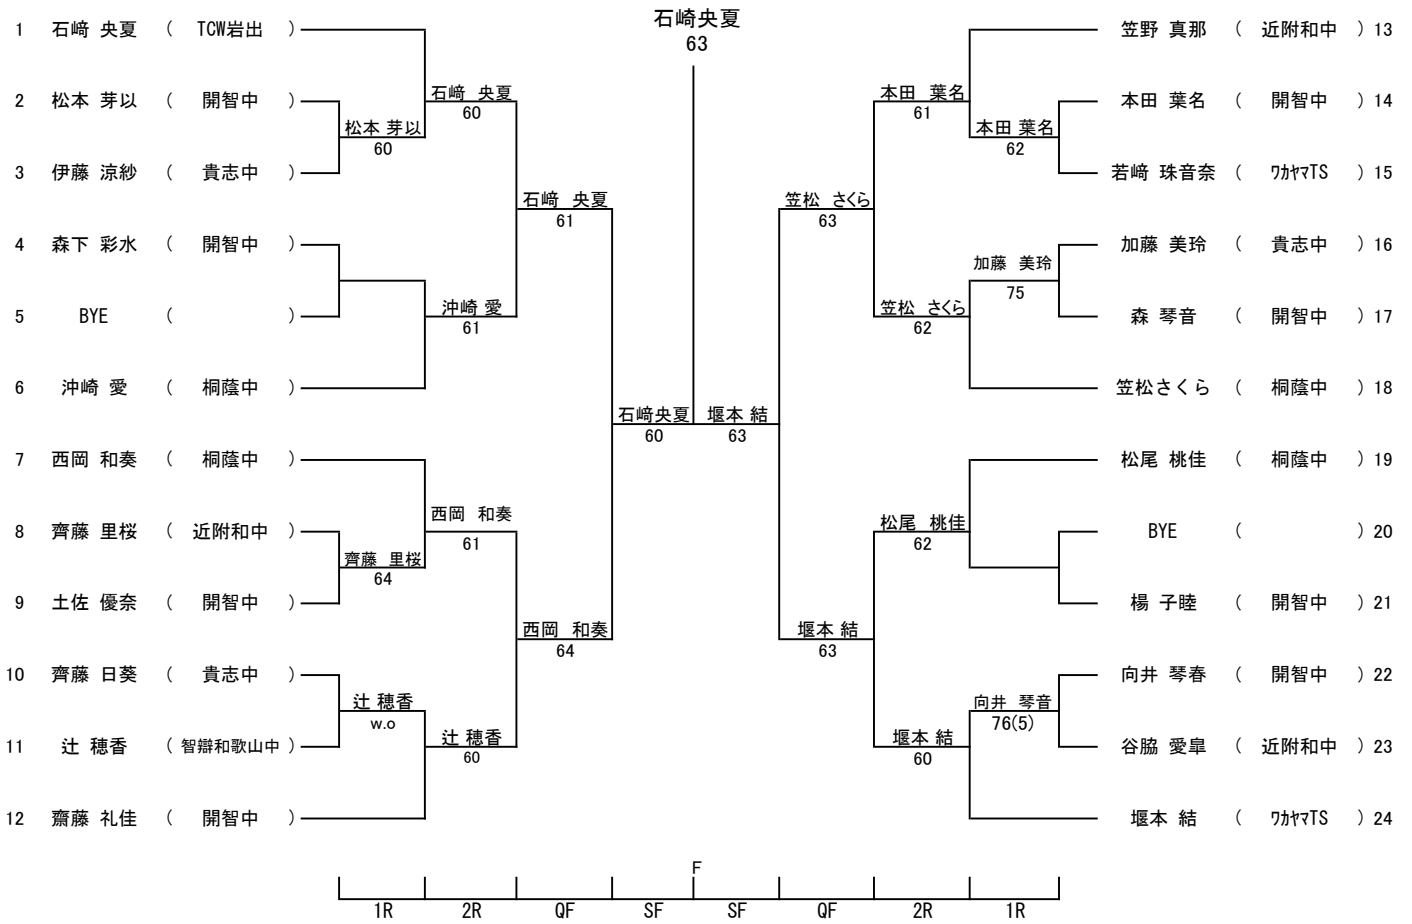 石崎央夏
63
1 石﨑 央夏 （ TCW岩出 ）
2 松本 芽以 （ 開智中 ）
3 伊藤 涼紗 （ 貴志中 ）
4 森下 彩水 （ 開智中 ）
5 BYE （ ）
6 沖崎 愛 （ 桐蔭中 ）
7 西岡 和奏 （ 桐蔭中 ）
8 齊藤 里桜 （ 近附和中 ）
9 土佐 優奈 （ 開智中 ）
10 齊藤 日葵 （ 貴志中 ）
11 辻 穂香 （ 智辯和歌山中 ）
12 齋藤 礼佳 （ 開智中 ）
松本 芽以
60
齊藤 里桜
64
辻 穂香
w.o
石﨑 央夏
60
沖崎 愛
61
西岡 和奏
61
辻 穂香
60
石﨑 央夏
61
西岡 和奏
64
石﨑央夏
60
堰本 結
63
笠松 さくら
63
堰本 結
63
本田 葉名
61
笠松 さくら
62
松尾 桃佳
62
堰本 結
60
本田 葉名
62
加藤 美玲
75
向井 琴音
76(5)
笠野 真那 （ 近附和中 ） 13
本田 葉名 （ 開智中 ） 14
若﨑 珠音奈 （ ﾜｶﾔﾏTS ） 15
加藤 美玲 （ 貴志中 ） 16
森 琴音 （ 開智中 ） 17
笠松さくら （ 桐蔭中 ） 18
松尾 桃佳 （ 桐蔭中 ） 19
BYE （ ） 20
楊 子睦 （ 開智中 ） 21
向井 琴春 （ 開智中 ） 22
谷脇 愛皐 （ 近附和中 ） 23
堰本 結 （ ﾜｶﾔﾏTS ） 24
F
1R 2R QF SF SF QF 2R 1R